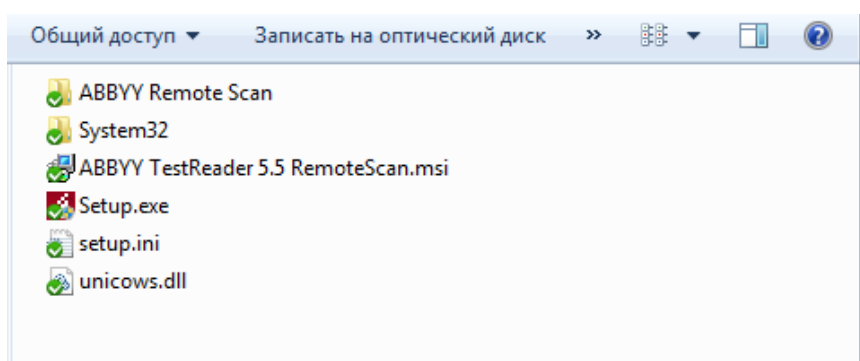 Общий доступ Записать на оптический диск »
ABBYY Remote Scan
System32
ABBYY TestReader 5.5 RemoteScan.msi
Setup.exe
setup.ini
unicows.dll